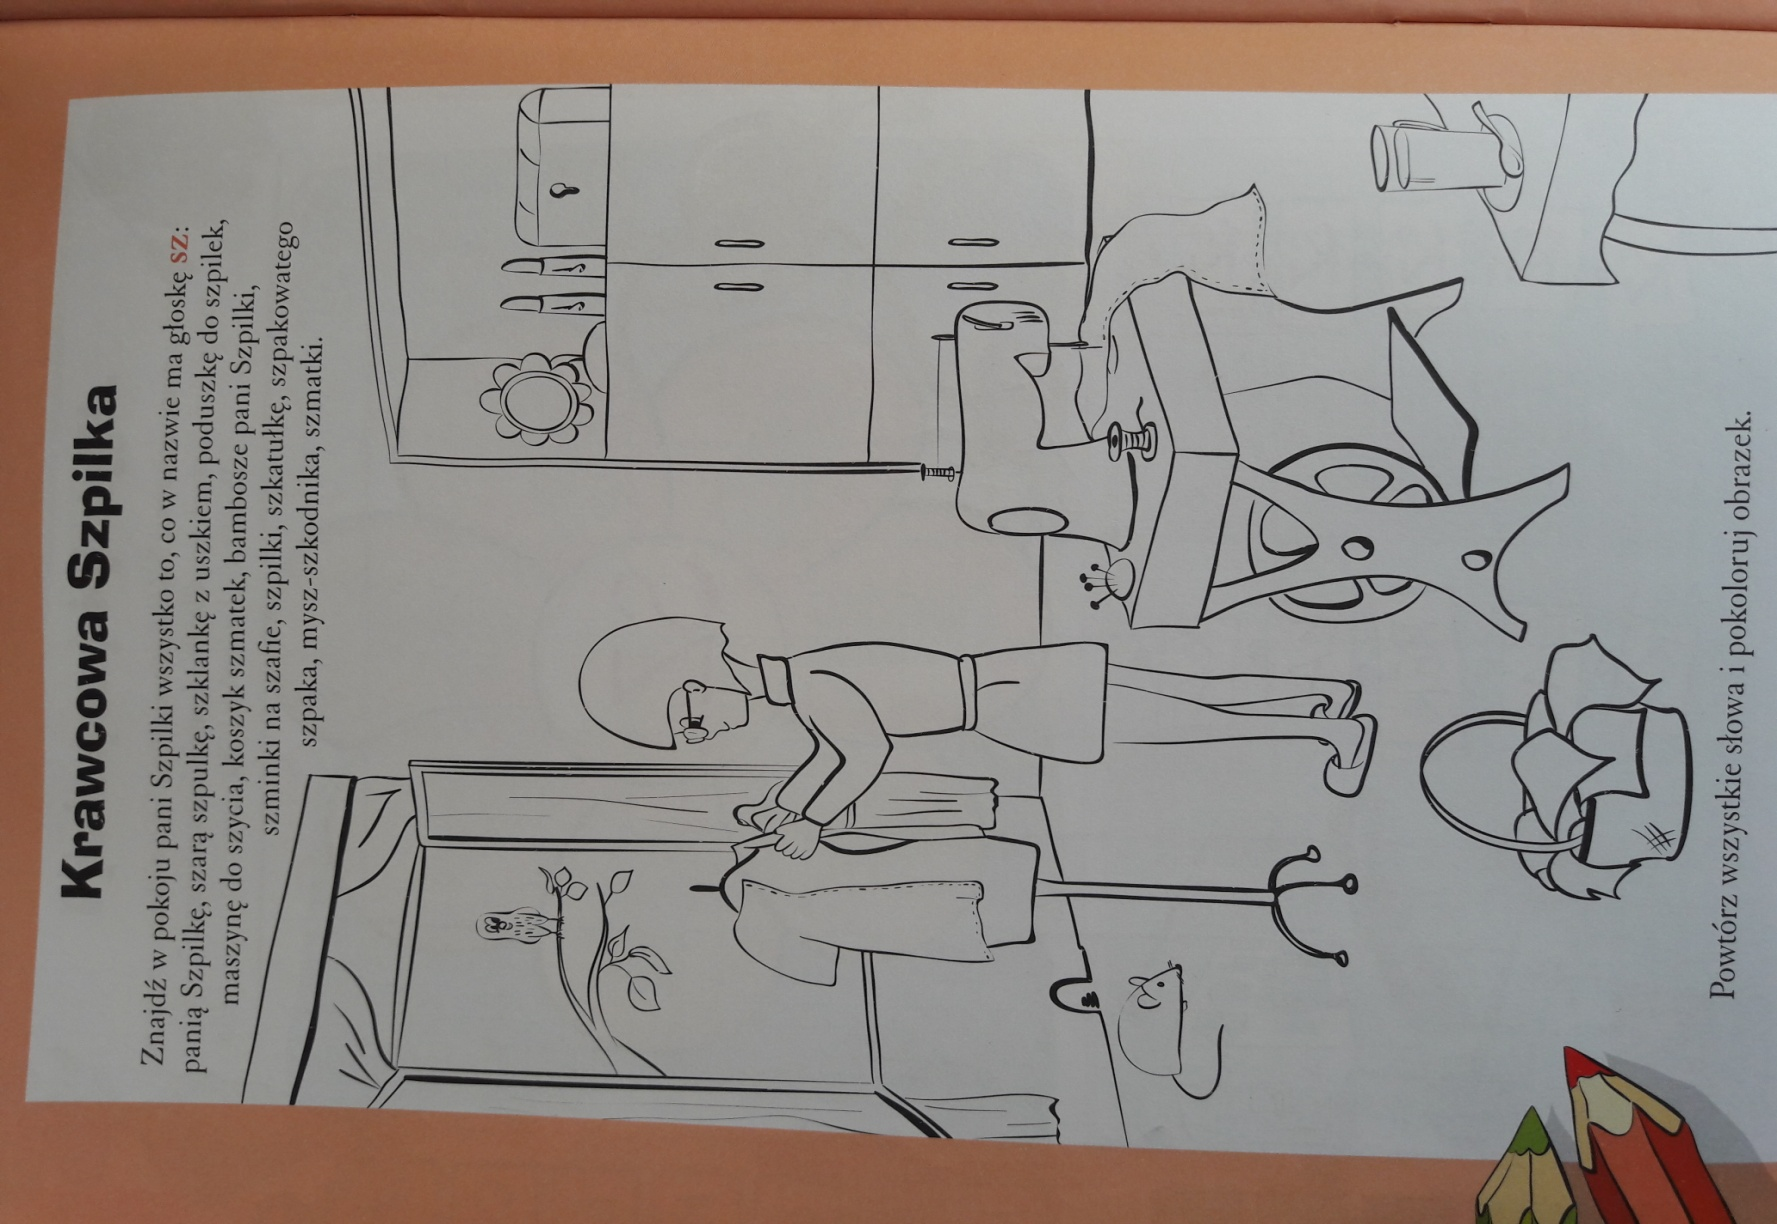 Krawcowa Szpilka
Znajdź w pokoju pani Szpilki wszystko to, co w nazwie ma głoskę sz:
panią Szpilkę, szarą szpulkę, szklankę z uszkiem, poduszkę do szpilek,
maszynę do szycia, koszyk szmatek, bambosze pani Szpilki,
szminki na szafie, szpilki, szkatułkę, szpakowatego
szpaka, mysz-szkodnika, szmatki.
Powtórz wszystkie słowa i pokoloruj obrazek.